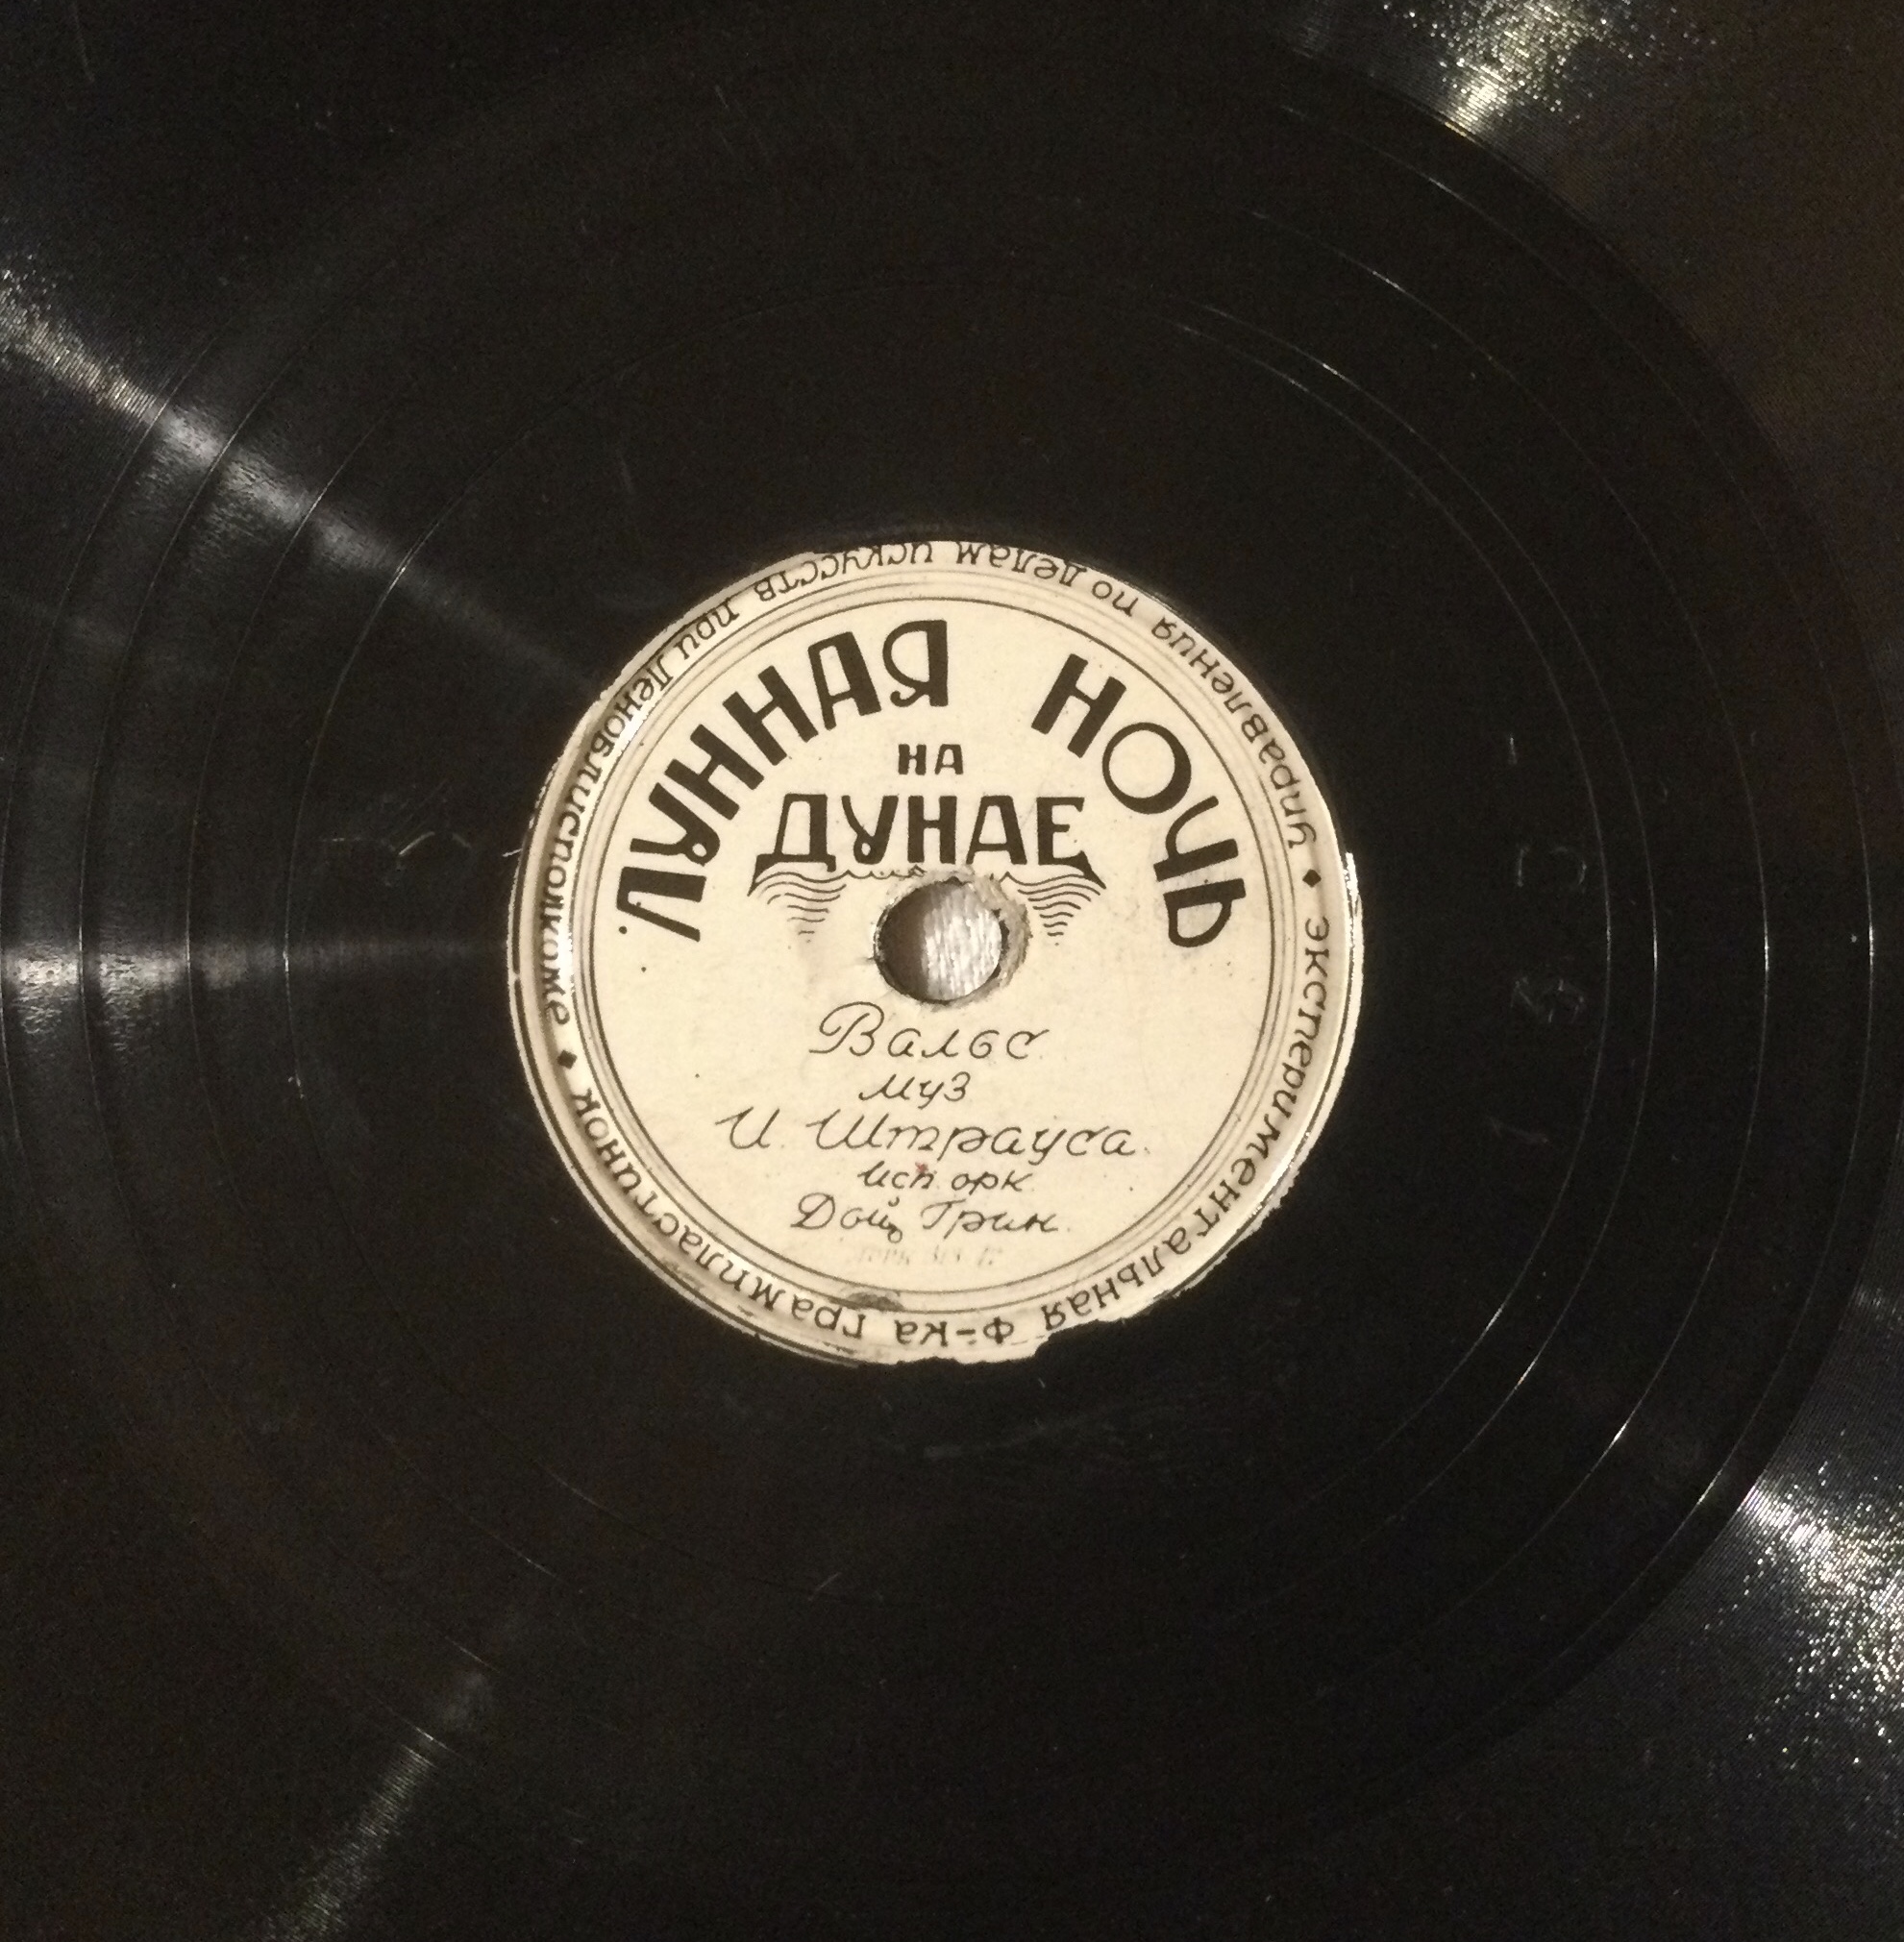 ЛУННАЯ НОЧЬ
НА
ДУНАЕ
Вальс
муз
И. Штрауса.
исп. орк.
Дойц Грин.
♦ экспериментальная ф-ка грампластинок ♦
управления по делам искусств при Леноблисполкоме